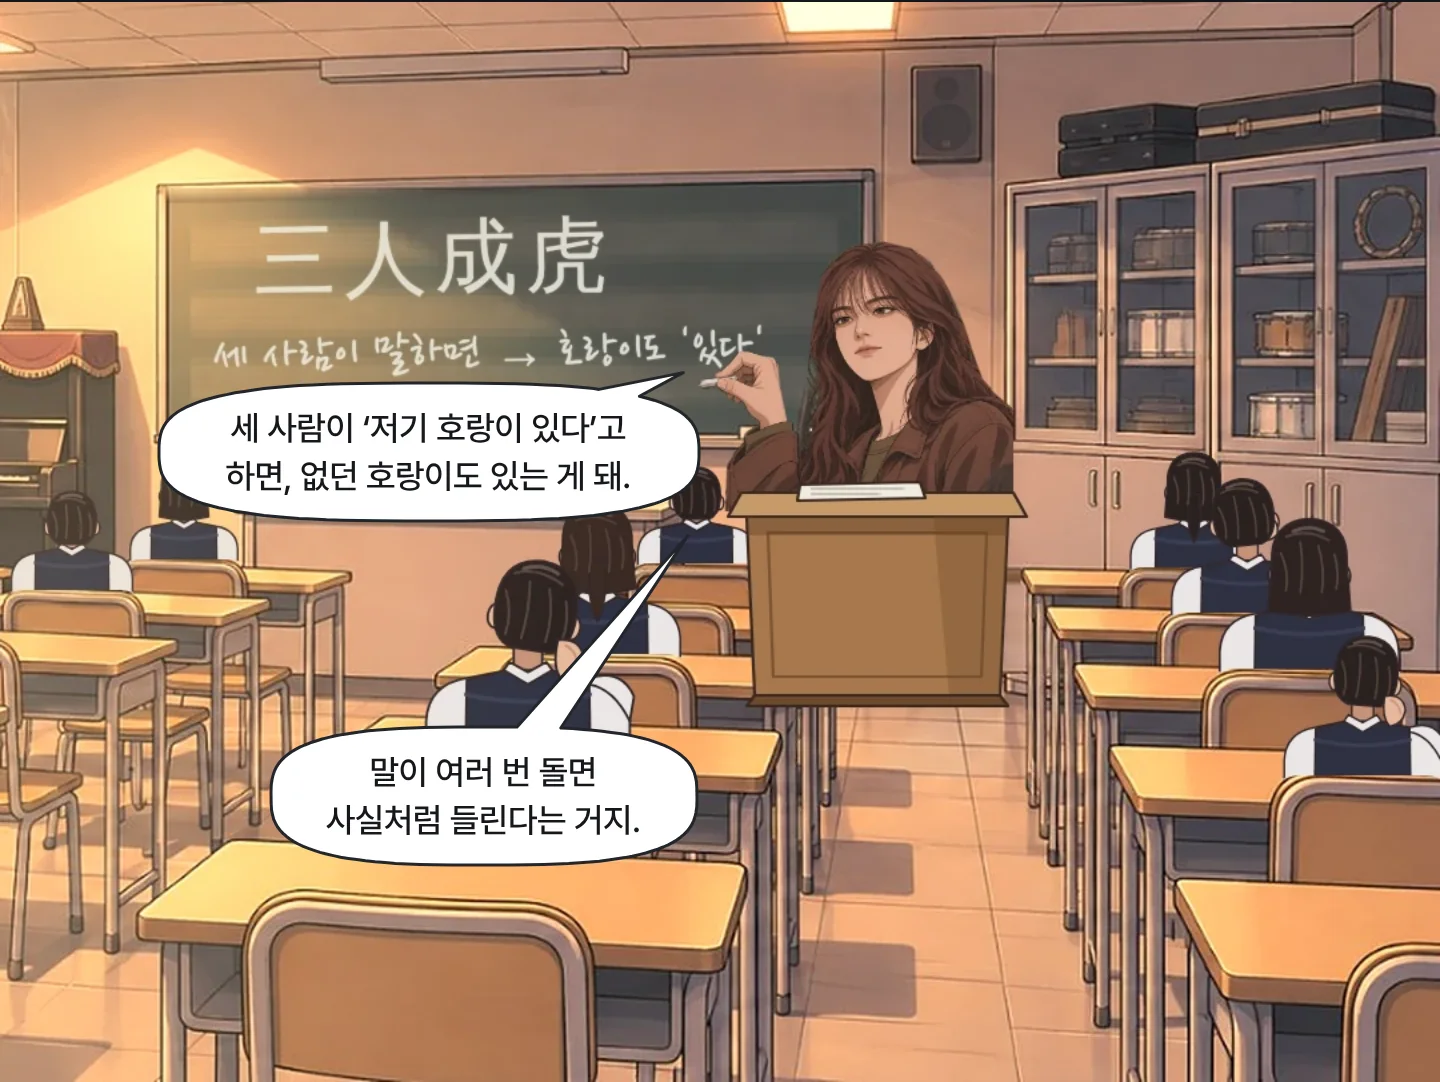 三人成虎
세 사람이 말하면 → 호랑이도 '있다'
세 사람이 ‘저기 호랑이 있다’고
하면, 없던 호랑이도 있는 게 돼.
말이 여러 번 돌면
사실처럼 들린다는 거지.